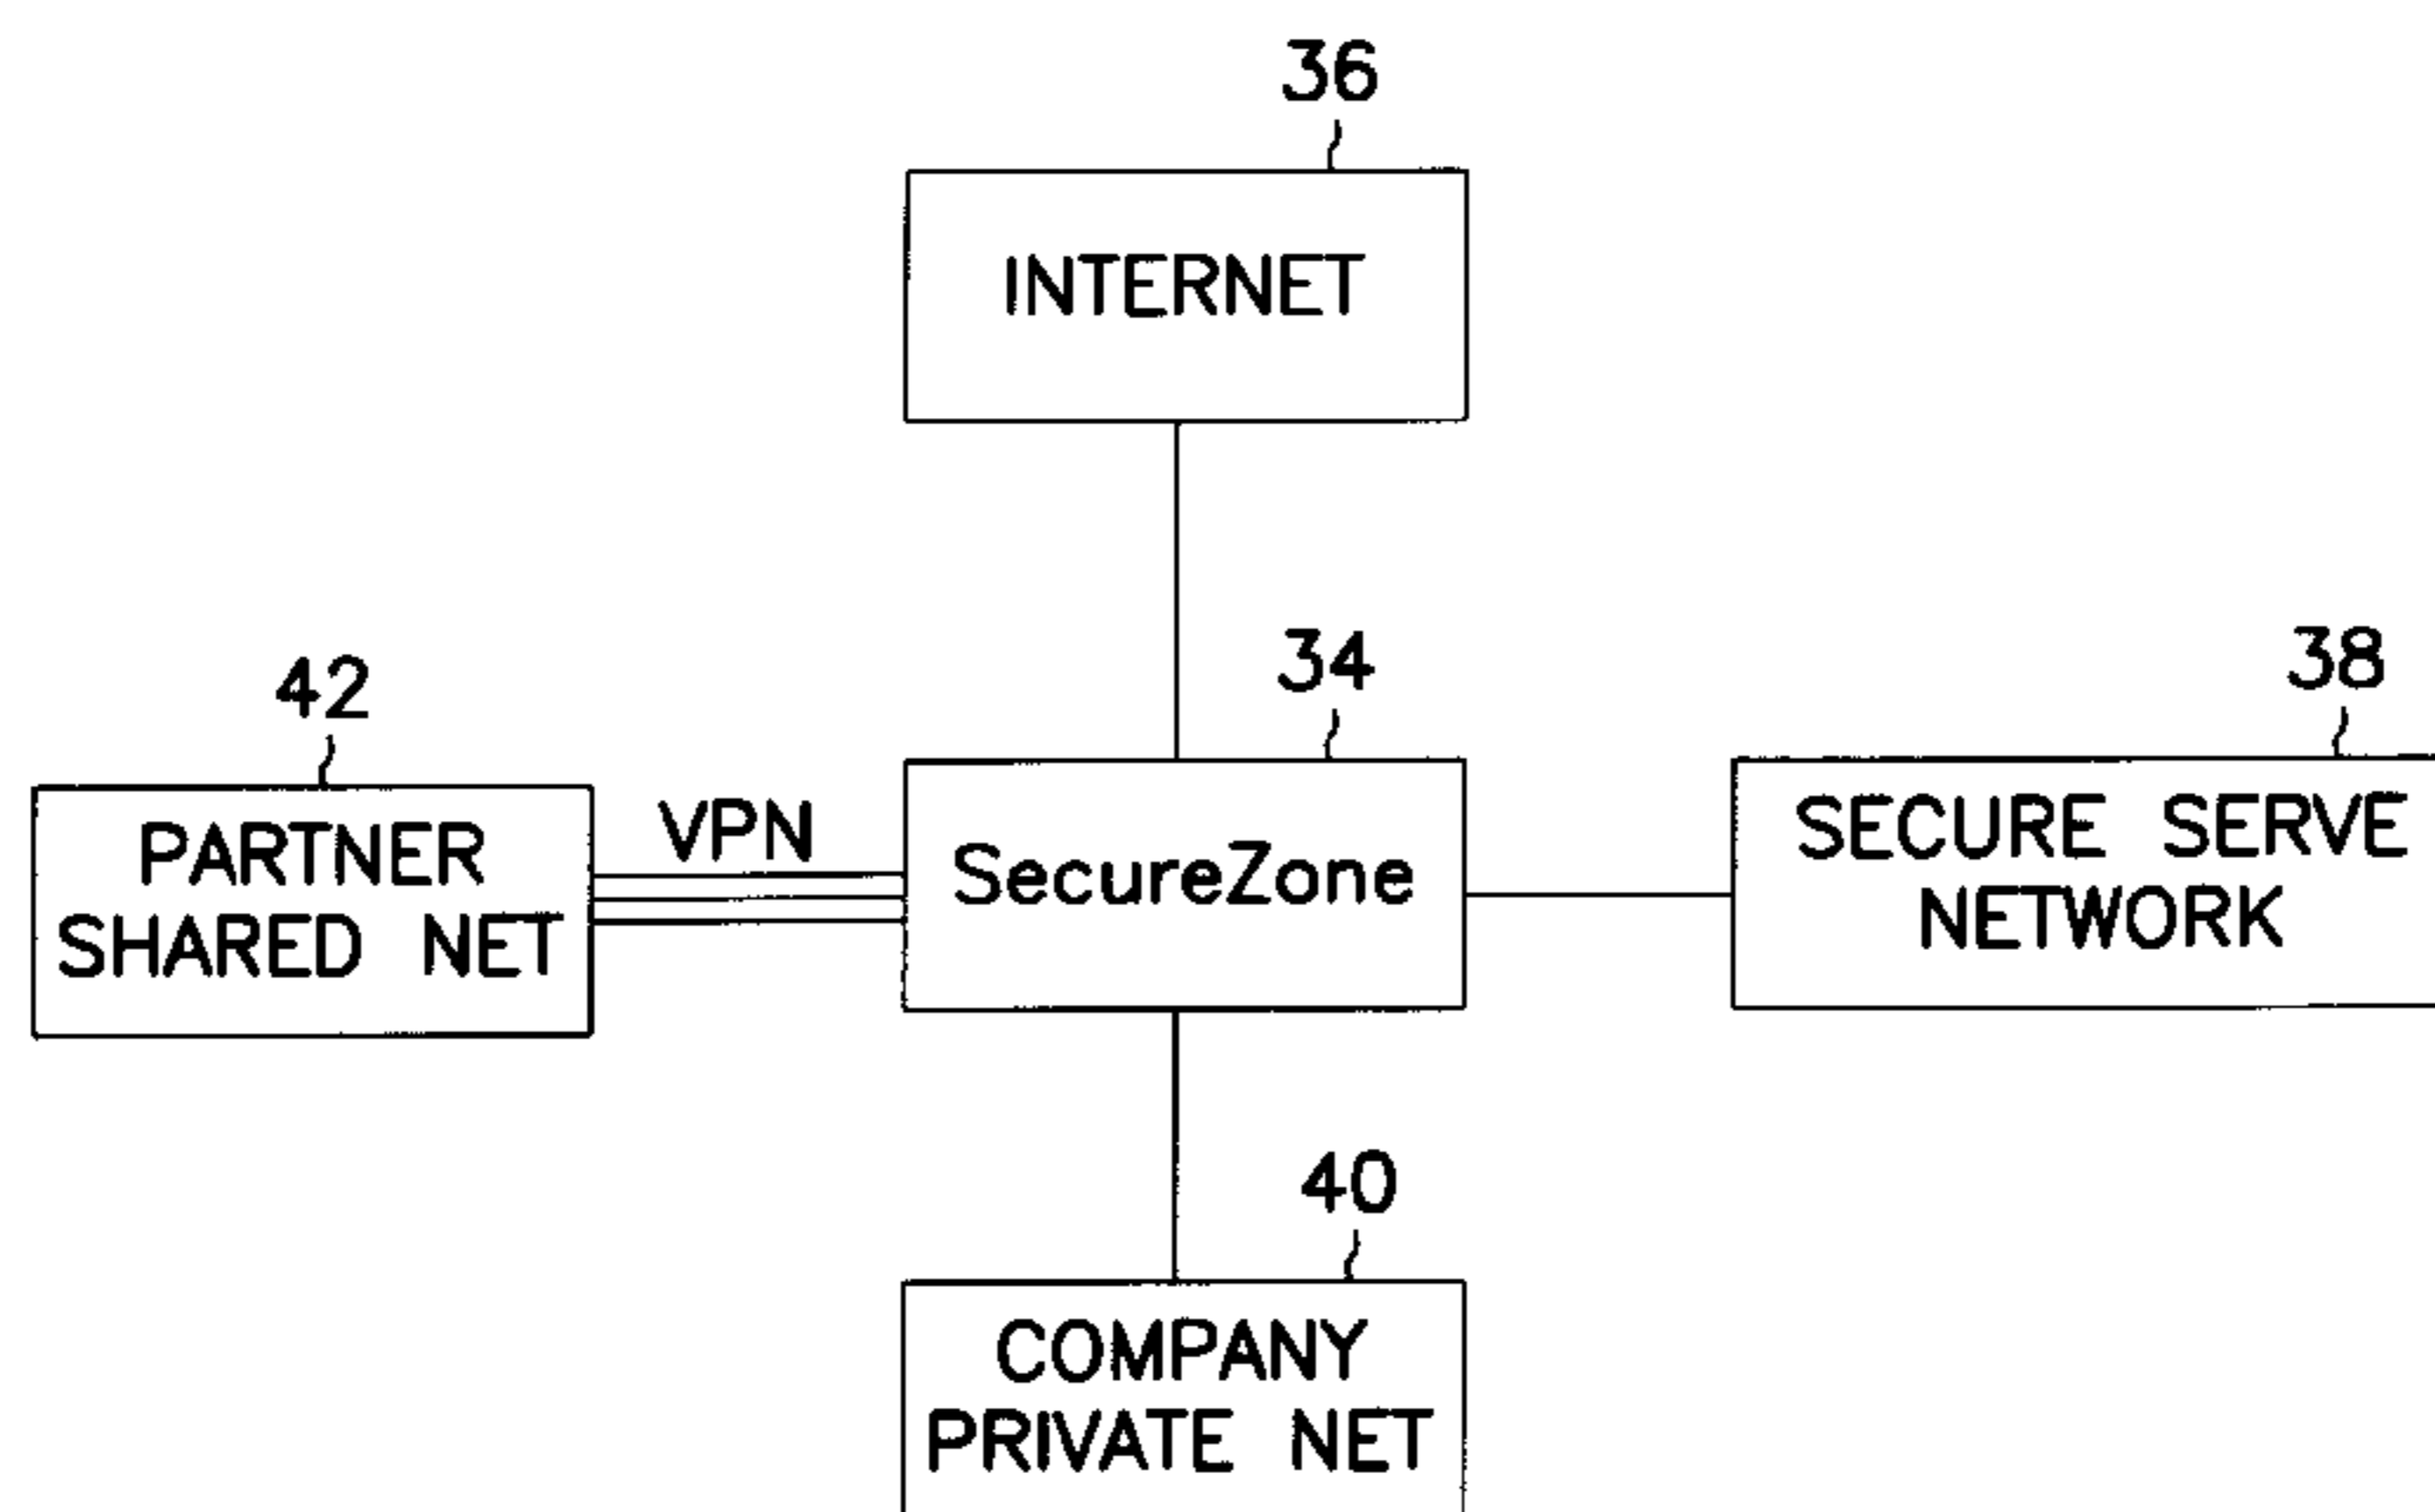 36
INTERNET
42
34
38
PARTNER
SHARED NET
VPN
SecureZone
SECURE SERVE
NETWORK
40
COMPANY
PRIVATE NET